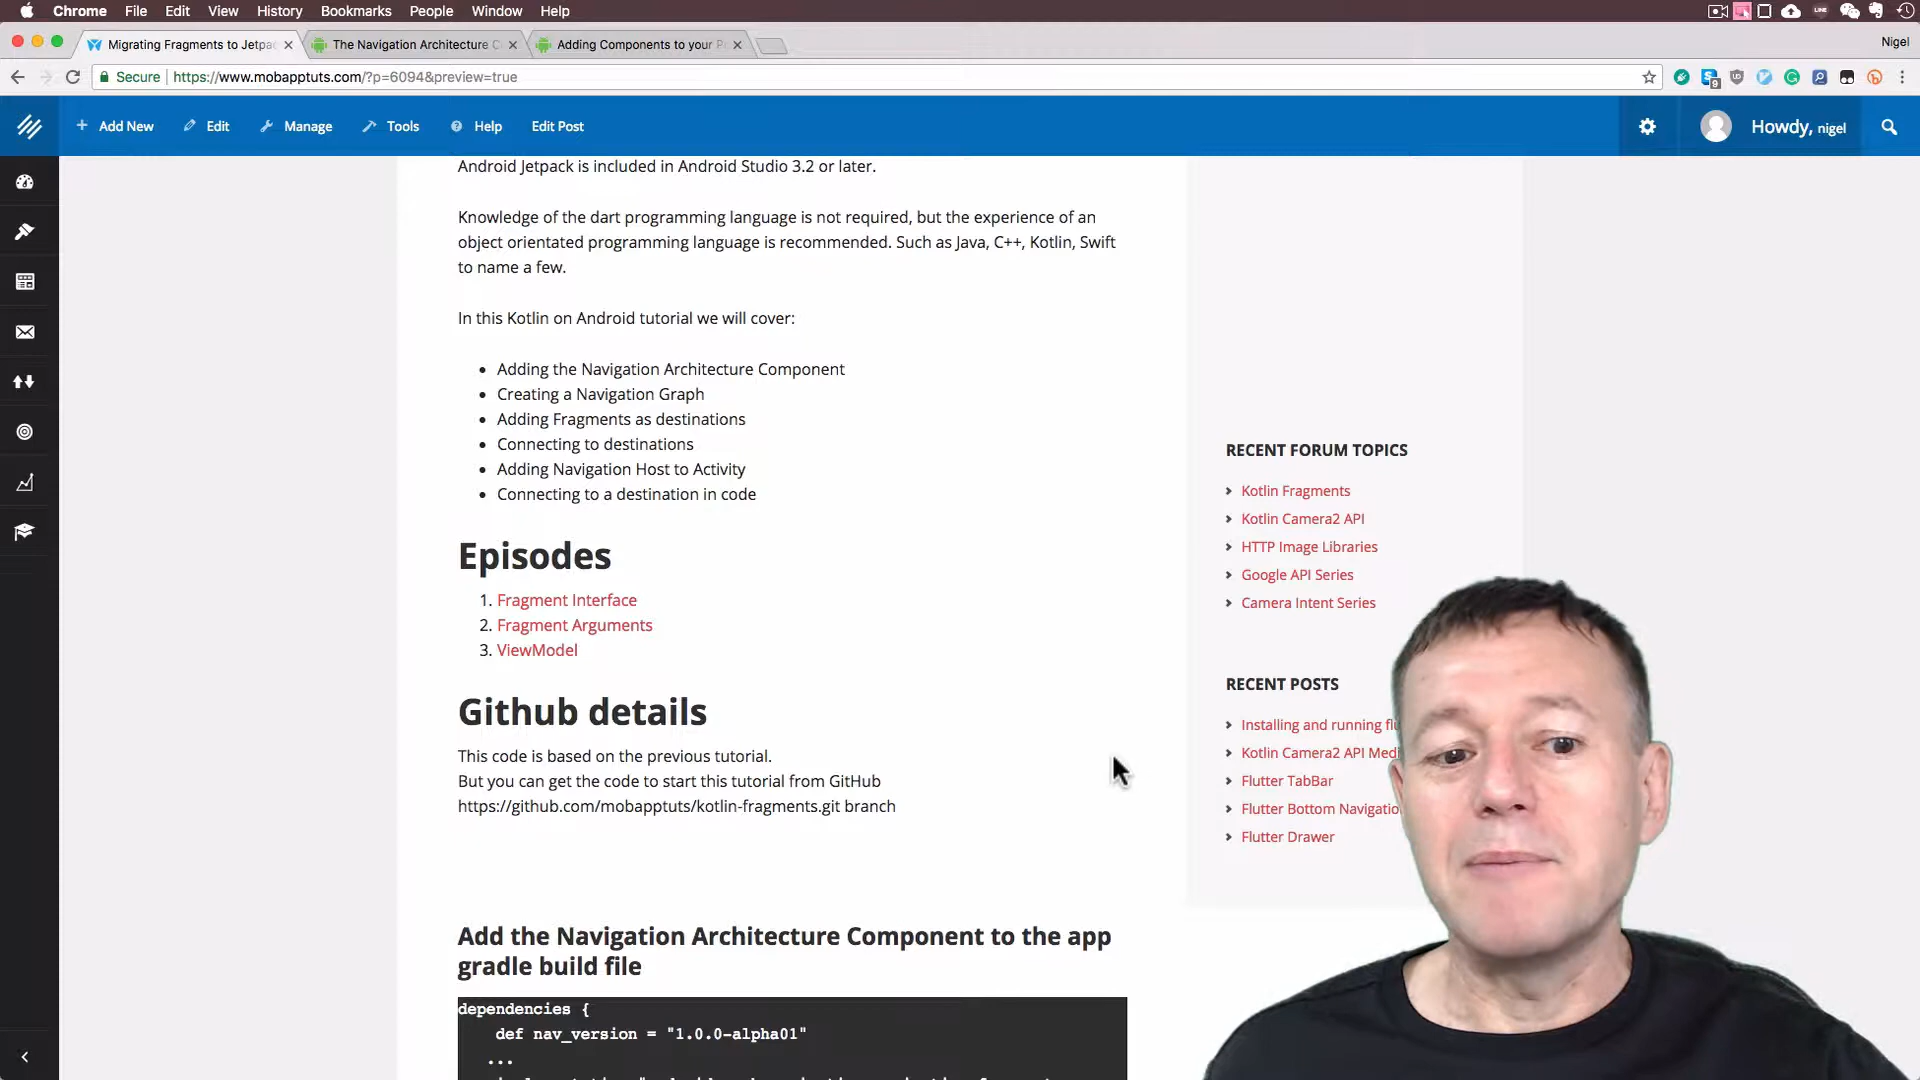 Chrome File Edit View History Bookmarks People Window Help
Migrating Fragments to Jetpa
The Navigation Architecture C
Adding Components to your P
Nigel
Secure https://www.mobapptuts.com/?p=6094&preview=true
Add New Edit Manage Tools Help Edit Post Howdy, nigel
Android Jetpack is included in Android Studio 3.2 or later.
Knowledge of the dart programming language is not required, but the experience of an
object orientated programming language is recommended. Such as Java, C++, Kotlin, Swift
to name a few.
In this Kotlin on Android tutorial we will cover:
Adding the Navigation Architecture Component
Creating a Navigation Graph
Adding Fragments as destinations
Connecting to destinations
Adding Navigation Host to Activity
Connecting to a destination in code
Episodes
1. Fragment Interface
2. Fragment Arguments
3. ViewModel
Github details
This code is based on the previous tutorial.
But you can get the code to start this tutorial from GitHub
https://github.com/mobapptuts/kotlin-fragments.git branch
Add the Navigation Architecture Component to the app
gradle build file
dependencies {
def nav_version = "1.0.0-alpha01"
...
RECENT FORUM TOPICS
Kotlin Fragments
Kotlin Camera2 API
HTTP Image Libraries
Google API Series
Camera Intent Series
RECENT POSTS
Installing and running flu
Kotlin Camera2 API Medi
Flutter TabBar
Flutter Bottom Navigatio
Flutter Drawer